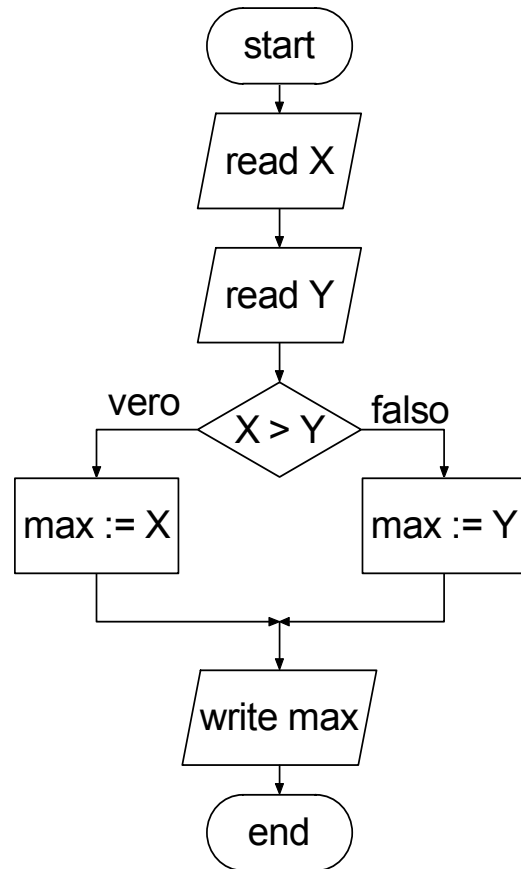 start
read X
read Y
vero
falso
X > Y
max := X
max := Y
write max
end